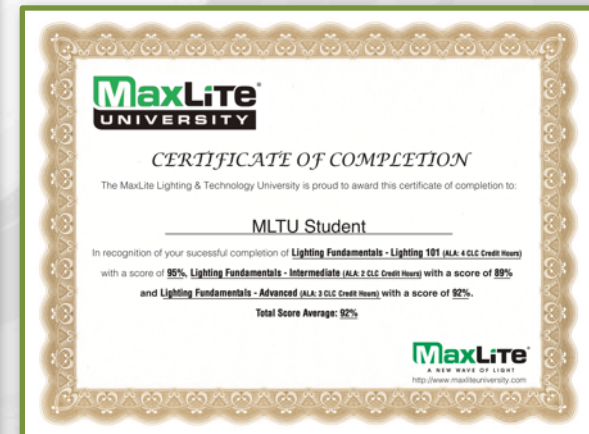 MaxLite®
UNIVERSITY
CERTIFICATE OF COMPLETION
The MaxLite Lighting & Technology University is proud to award this certificate of completion to:
MLTU Student
In recognition of your sucessful completion of Lighting Fundamentals - Lighting 101 (ALA: 4 CLC Credit Hours)
with a score of 95%, Lighting Fundamentals - Intermediate (ALA: 2 CLC Credit Hours) with a score of 89%
and Lighting Fundamentals - Advanced (ALA: 3 CLC Credit Hours) with a score of 92%.
Total Score Average: 92%
MaxLite®
A NEW WAVE OF LIGHT
http://www.maxliteuniversity.com